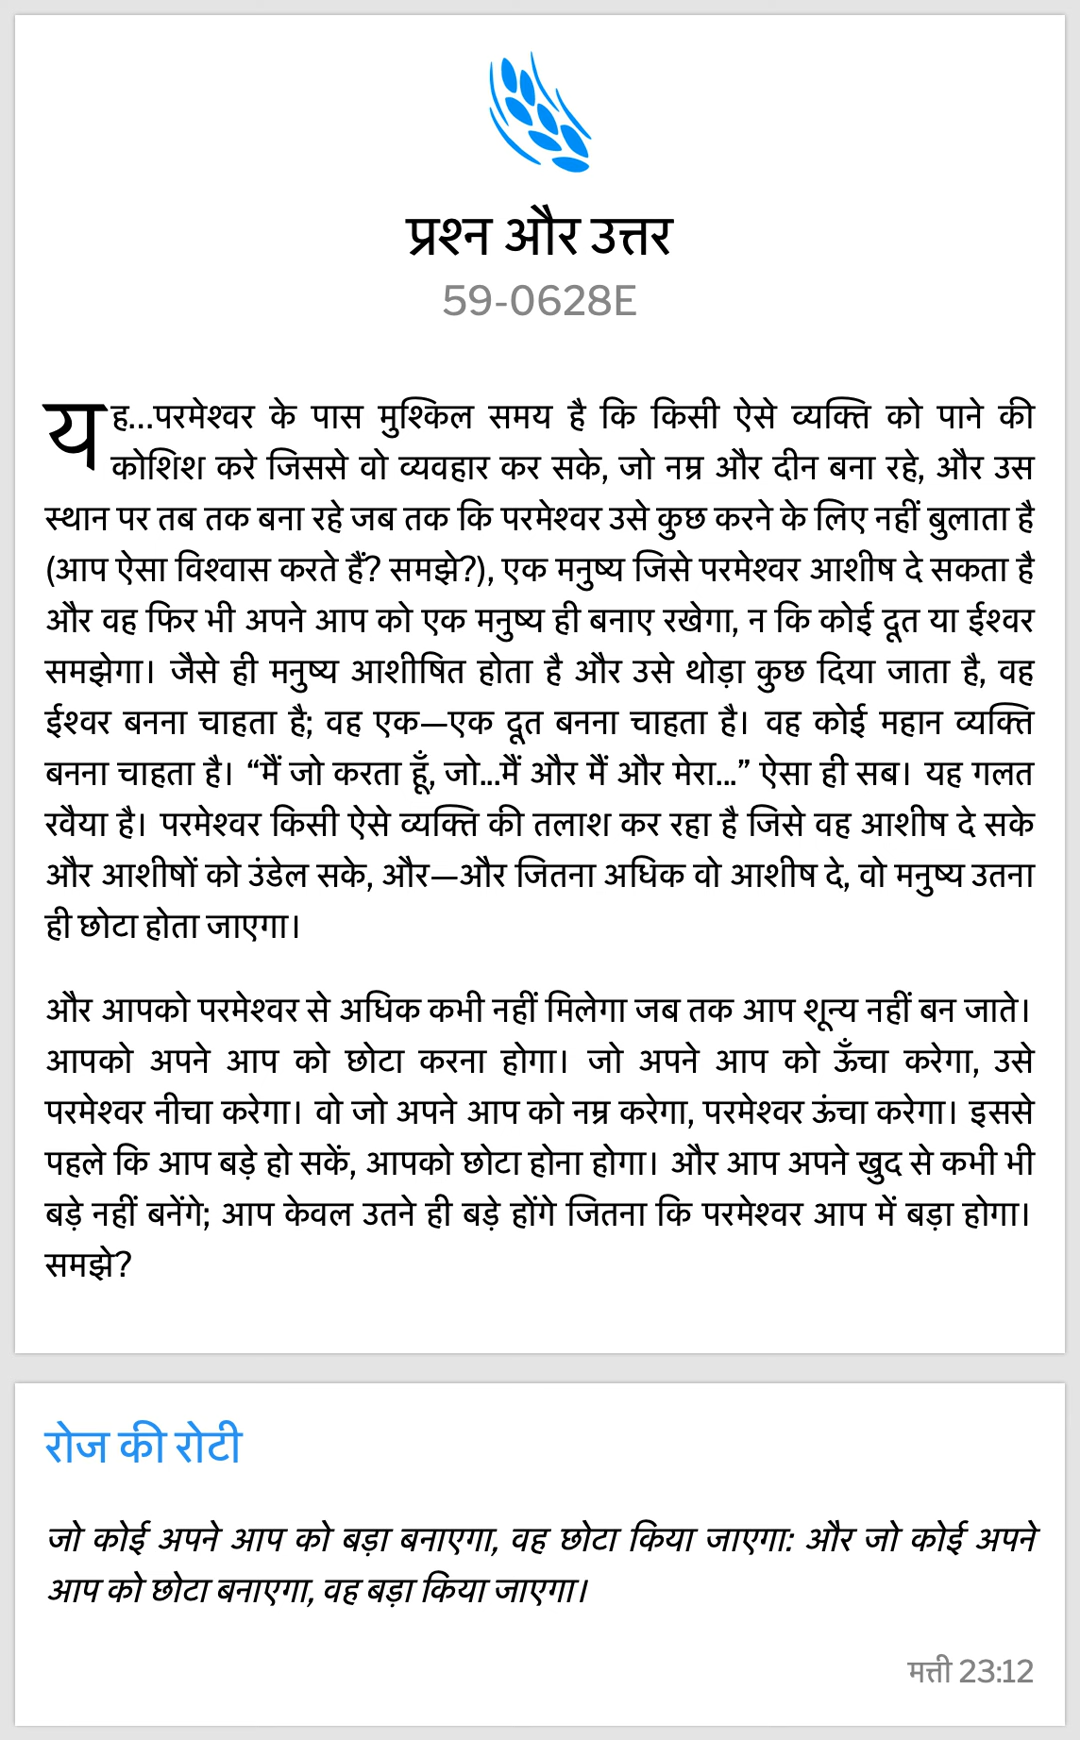 प्रश्न और उत्तर
59-0628E
यह...परमेश्वर के पास मुश्किल समय है कि किसी ऐसे व्यक्ति को पाने की
कोशिश करे जिससे वो व्यवहार कर सके, जो नम्र और दीन बना रहे, और उस
स्थान पर तब तक बना रहे जब तक कि परमेश्वर उसे कुछ करने के लिए नहीं बुलाता है
(आप ऐसा विश्वास करते हैं? समझे?), एक मनुष्य जिसे परमेश्वर आशीष दे सकता है
और वह फिर भी अपने आप को एक मनुष्य ही बनाए रखेगा, न कि कोई दूत या ईश्वर
समझेगा। जैसे ही मनुष्य आशीषित होता है और उसे थोड़ा कुछ दिया जाता है, वह
ईश्वर बनना चाहता है; वह एक—एक दूत बनना चाहता है। वह कोई महान व्यक्ति
बनना चाहता है। “मैं जो करता हूँ, जो...मैं और मैं और मेरा...” ऐसा ही सब। यह गलत
रवैया है। परमेश्वर किसी ऐसे व्यक्ति की तलाश कर रहा है जिसे वह आशीष दे सके
और आशीषों को उंडेल सके, और—और जितना अधिक वो आशीष दे, वो मनुष्य उतना
ही छोटा होता जाएगा।
और आपको परमेश्वर से अधिक कभी नहीं मिलेगा जब तक आप शून्य नहीं बन जाते।
आपको अपने आप को छोटा करना होगा। जो अपने आप को ऊँचा करेगा, उसे
परमेश्वर नीचा करेगा। वो जो अपने आप को नम्र करेगा, परमेश्वर ऊंचा करेगा। इससे
पहले कि आप बड़े हो सकें, आपको छोटा होना होगा। और आप अपने खुद से कभी भी
बड़े नहीं बनेंगे; आप केवल उतने ही बड़े होंगे जितना कि परमेश्वर आप में बड़ा होगा।
समझे?
रोज की रोटी
जो कोई अपने आप को बड़ा बनाएगा, वह छोटा किया जाएगा: और जो कोई अपने
आप को छोटा बनाएगा, वह बड़ा किया जाएगा।
मत्ती 23:12